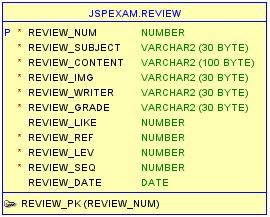 JSPEXAM.REVIEW
P * REVIEW_NUM NUMBER
* REVIEW_SUBJECT VARCHAR2 (30 BYTE)
* REVIEW_CONTENT VARCHAR2 (100 BYTE)
* REVIEW_IMG VARCHAR2 (30 BYTE)
* REVIEW_WRITER VARCHAR2 (30 BYTE)
* REVIEW_GRADE VARCHAR2 (30 BYTE)
REVIEW_LIKE NUMBER
* REVIEW_REF NUMBER
* REVIEW_LEV NUMBER
* REVIEW_SEQ NUMBER
REVIEW_DATE DATE
REVIEW_PK (REVIEW_NUM)